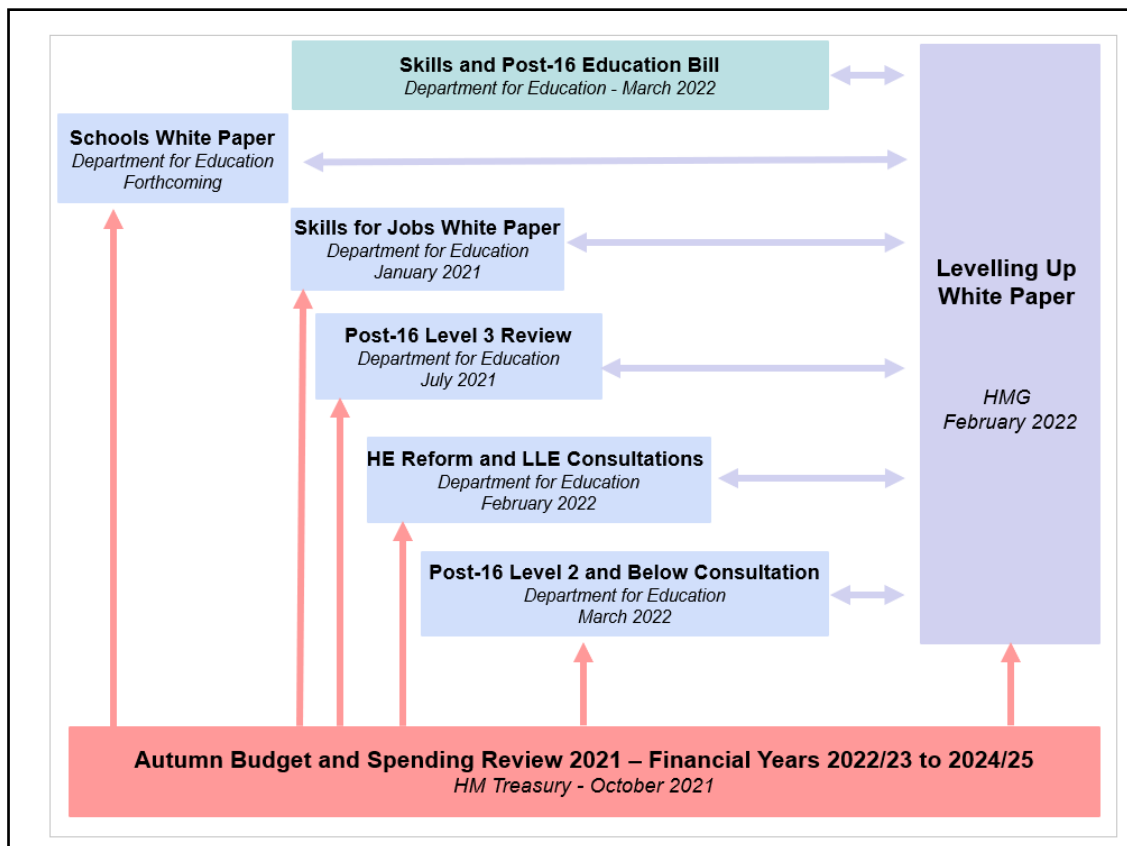 Skills and Post-16 Education Bill
Department for Education - March 2022
Schools White Paper
Department for Education
Forthcoming
Skills for Jobs White Paper
Department for Education
January 2021
Post-16 Level 3 Review
Department for Education
July 2021
HE Reform and LLE Consultations
Department for Education
February 2022
Post-16 Level 2 and Below Consultation
Department for Education
March 2022
Levelling Up
White Paper
HMG
February 2022
Autumn Budget and Spending Review 2021 – Financial Years 2022/23 to 2024/25
HM Treasury - October 2021